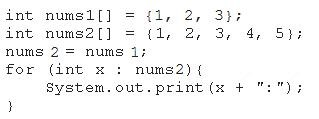 int nums1[] = {1, 2, 3};
int nums2[] = {1, 2, 3, 4, 5};
nums 2 = nums 1;
for (int x : nums2){
System.out.print(x + ":");
}